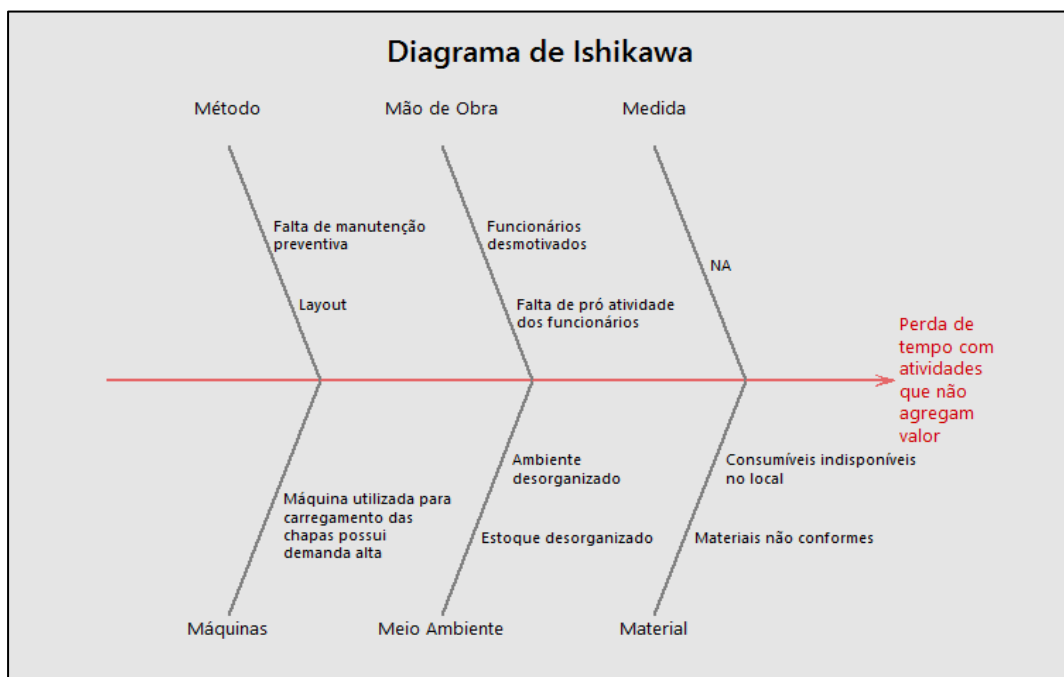 Diagrama de Ishikawa
Método
Mão de Obra
Medida
Falta de manutenção
preventiva
Layout
Funcionários
desmotivados
Falta de pró atividade
dos funcionários
NA
Perda de
tempo com
atividades
que não
agregam
valor
Máquina utilizada para
carregamento das
chapas possui
demanda alta
Ambiente
desorganizado
Estoque desorganizado
Consumíveis indisponíveis
no local
Materiais não conformes
Máquinas
Meio Ambiente
Material